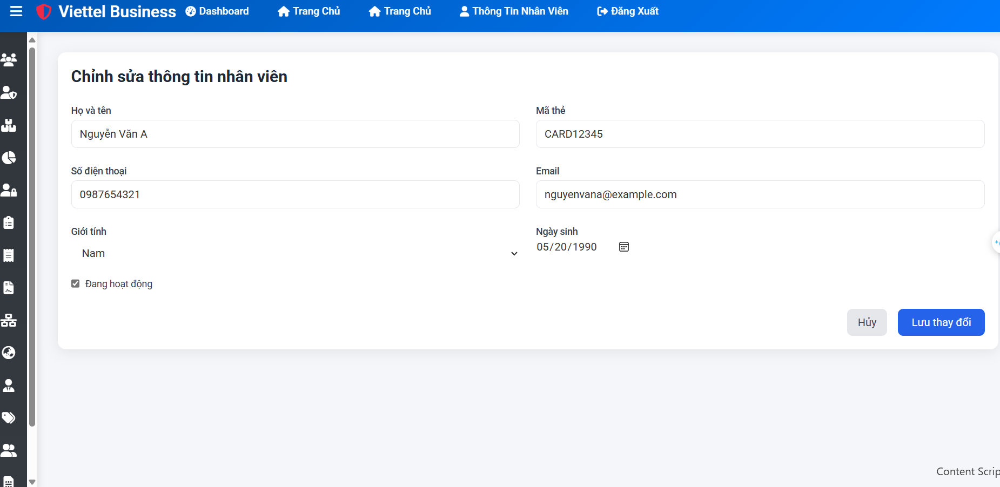 Viettel Business Dashboard Trang Chủ Trang Chủ Thông Tin Nhân Viên Đăng Xuất
Chỉnh sửa thông tin nhân viên
Họ và tên
Nguyễn Văn A
Mã thẻ
CARD12345
Số điện thoại
0987654321
Email
nguyenvana@example.com
Giới tính
Nam
Ngày sinh
05/20/1990
Đang hoạt động
Hủy
Lưu thay đổi
Content Scrip